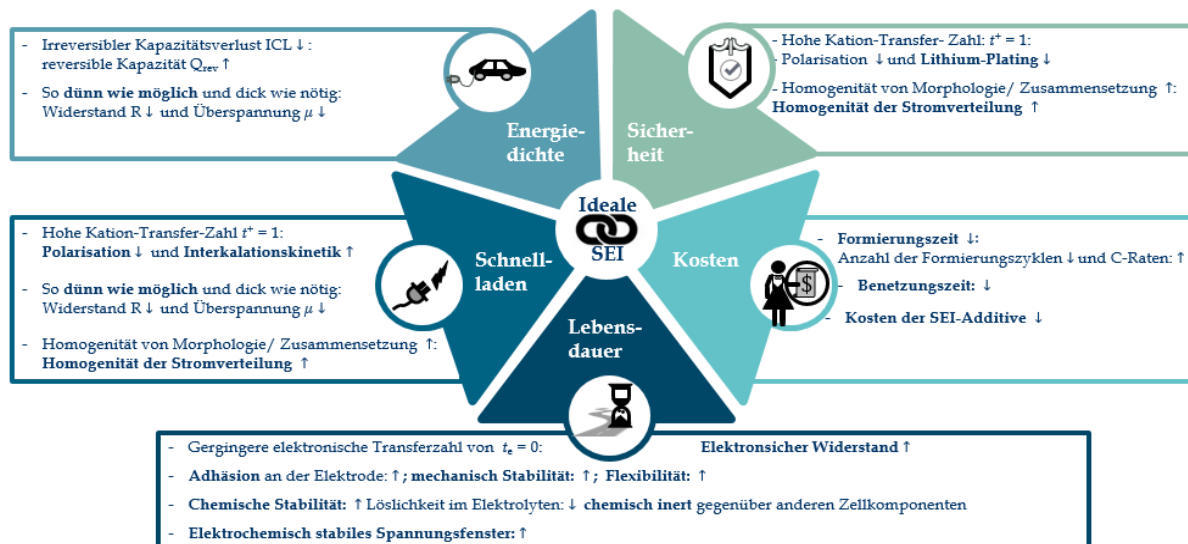 - Irreversibler Kapazitätsverlust ICL ↓:
reversible Kapazität Qrev ↑
- So dünn wie möglich und dick wie nötig:
Widerstand R ↓ und Überspannung μ ↓
Energie-
dichte
- Hohe Kation-Transfer- Zahl: t⁺ = 1:
- Polarisation ↓ und Lithium-Plating ↓
- Homogenität von Morphologie/ Zusammensetzung ↑:
Homogenität der Stromverteilung ↑
Sicher-
heit
Ideale
SEI
- Hohe Kation-Transfer-Zahl t⁺ = 1:
Polarisation ↓ und Interkalationskinetik ↑
- So dünn wie möglich und dick wie nötig:
Widerstand R ↓ und Überspannung μ ↓
- Homogenität von Morphologie/ Zusammensetzung ↑:
Homogenität der Stromverteilung ↑
Schnell-
laden
Kosten
$
- Formierungszeit ↓:
Anzahl der Formierungszyklen ↓ und C-Raten: ↑
- Benetzungszeit: ↓
- Kosten der SEI-Additive ↓
Lebens-
dauer
- Gergingere elektronische Transferzahl von tₑ = 0: Elektronsicher Widerstand ↑
- Adhäsion an der Elektrode: ↑ ; mechanisch Stabilität: ↑; Flexibilität: ↑
- Chemische Stabilität: ↑ Löslichkeit im Elektrolyten: ↓ chemisch inert gegenüber anderen Zellkomponenten
- Elektrochemisch stabiles Spannungsfenster: ↑